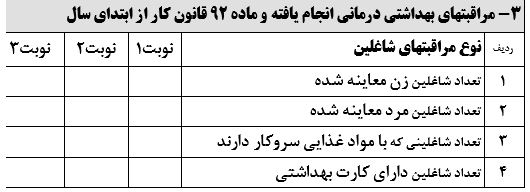 ۳- مراقبتهای بهداشتی درمانی انجام یافته و ماده ۹۲ قانون کار از ابتدای سال
ردیف نوع مراقبتهای شاغلین نوبت۱ نوبت۲ نوبت۳
۱ تعداد شاغلین زن معاینه شده
۲ تعداد شاغلین مرد معاینه شده
۳ تعداد شاغلینی که با مواد غذایی سروکار دارند
۴ تعداد شاغلین دارای کارت بهداشتی